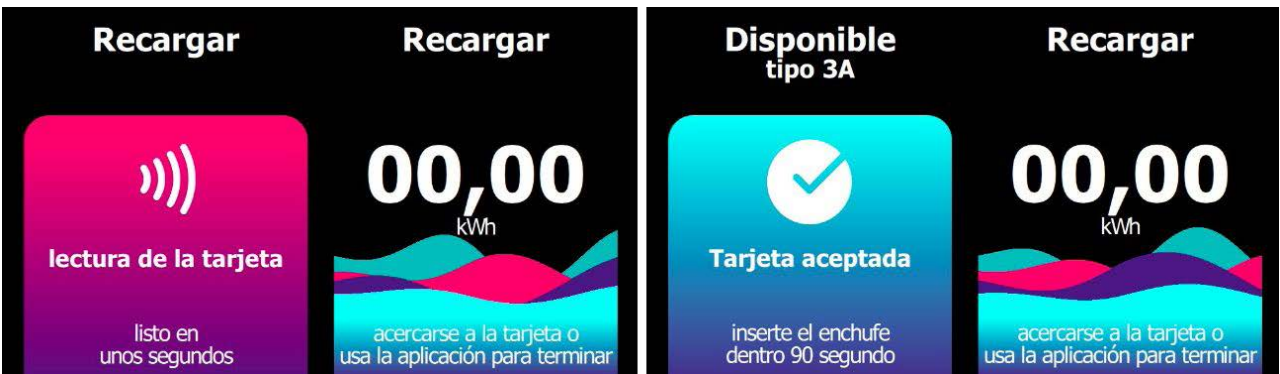 Recargar
lectura de la tarjeta
listo en
unos segundos
Recargar
00,00
kWh
acercarse a la tarjeta o
usa la aplicación para terminar
Disponible
tipo 3A
Tarjeta aceptada
inserte el enchufe
dentro 90 segundo
Recargar
00,00
kWh
acercarse a la tarjeta o
usa la aplicación para terminar